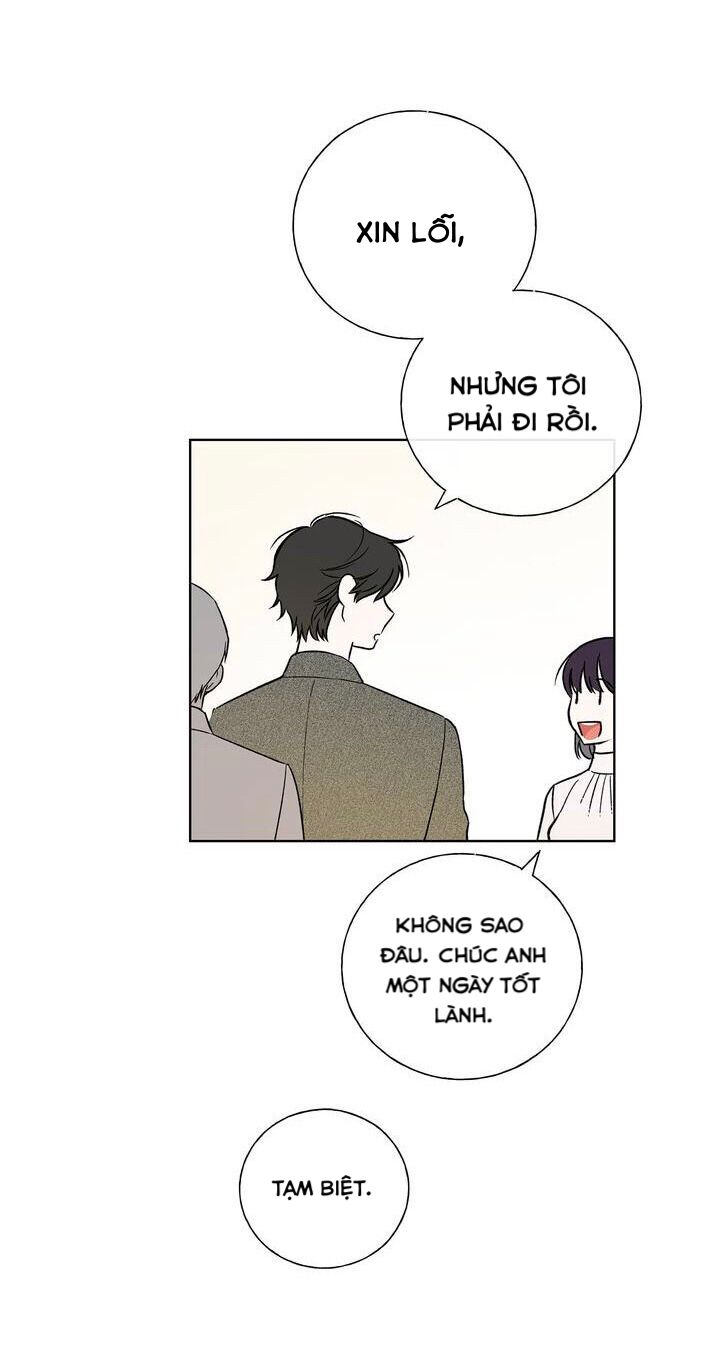 XIN LỖI,
NHƯNG TÔI
PHẢI ĐI RỒI.
KHÔNG SAO
ĐÂU. CHÚC ANH
MỘT NGÀY TỐT
LÀNH.
TẠM BIỆT.